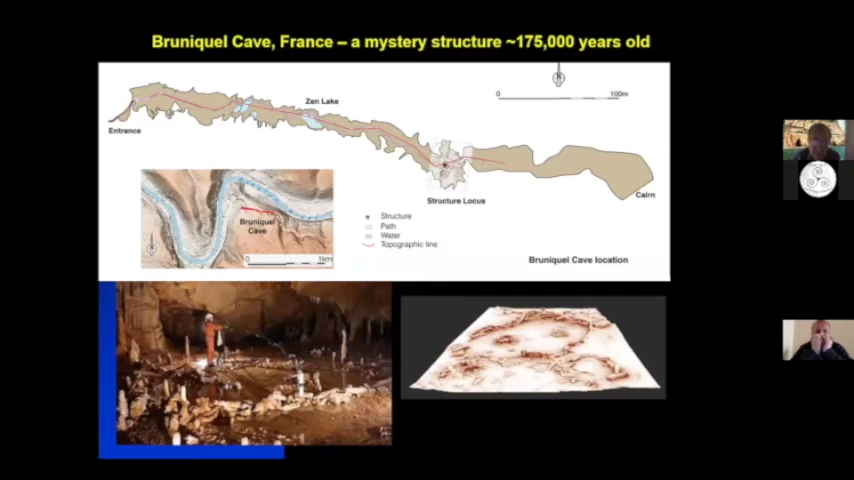 Bruniquel Cave, France – a mystery structure ~175,000 years old
N
0 100m
Zen Lake
Entrance
Structure Locus
Cairn
Bruniquel
Cave
N
0 1km
Structure
Path
Water
Topographic line
Bruniquel Cave location